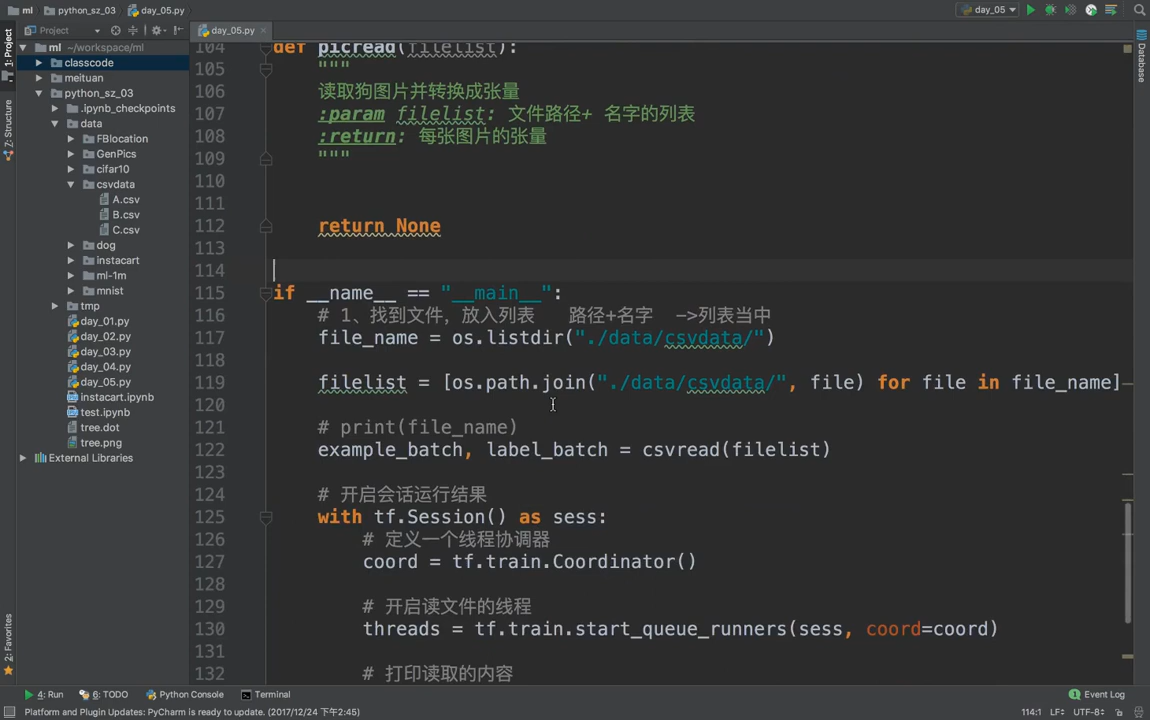 ml
python_sz_03
day_05.py
day_05
Project
day_05.py
1: Project
Z: Structure
2: Favorites
Database
ml ~/workspace/ml
classcode
meituan
python_sz_03
.ipynb_checkpoints
data
FBlocation
GenPics
cifar10
csvdata
A.csv
B.csv
C.csv
dog
instacart
ml-1m
mnist
tmp
day_01.py
day_02.py
day_03.py
day_04.py
day_05.py
instacart.ipynb
test.ipynb
tree.dot
tree.png
External Libraries
104 def picread(filelist):
105 """
106 读取狗图片并转换成张量
107 :param filelist: 文件路径+ 名字的列表
108 :return: 每张图片的张量
109 """
110
111
112 return None
113
114
115 if __name__ == "__main__":
116 # 1、找到文件，放入列表 路径+名字 ->列表当中
117 file_name = os.listdir("./data/csvdata/")
118
119 filelist = [os.path.join("./data/csvdata/", file) for file in file_name]
120
121 # print(file_name)
122 example_batch, label_batch = csvread(filelist)
123
124 # 开启会话运行结果
125 with tf.Session() as sess:
126 # 定义一个线程协调器
127 coord = tf.train.Coordinator()
128
129 # 开启读文件的线程
130 threads = tf.train.start_queue_runners(sess, coord=coord)
131
132 # 打印读取的内容
4: Run
6: TODO
Python Console
Terminal
1 Event Log
Platform and Plugin Updates: PyCharm is ready to update. (2017/12/24 下午2:45)
114:1 LF÷ UTF-8÷